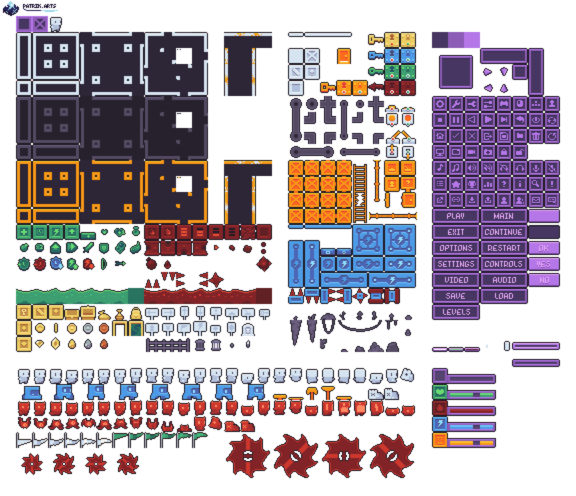 PATRIK.ARTS
PLAY MAIN
EXIT CONTINUE
OPTIONS RESTART OK
SETTINGS CONTROLS YES
VIDEO AUDIO NO
SAVE LOAD
LEVELS